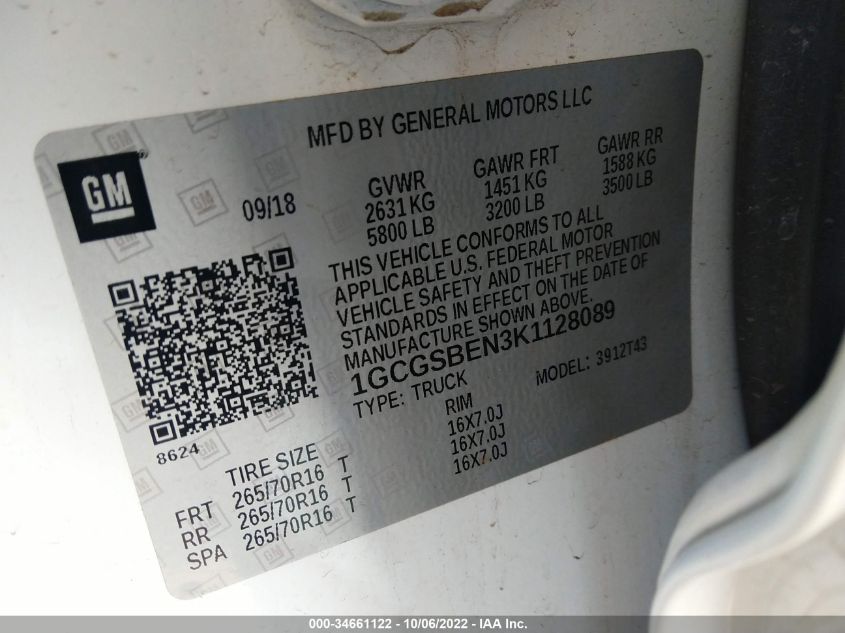 MFD BY GENERAL MOTORS LLC
GM
09/18
GVWR GAWR FRT GAWR RR
2631 KG 1451 KG 1588 KG
5800 LB 3200 LB 3500 LB
THIS VEHICLE CONFORMS TO ALL
APPLICABLE U.S. FEDERAL MOTOR
VEHICLE SAFETY AND THEFT PREVENTION
STANDARDS IN EFFECT ON THE DATE OF
MANUFACTURE SHOWN ABOVE.
1GCGSBEN3K1128089
TYPE: TRUCK MODEL: 3912T43
8624
TIRE SIZE RIM
FRT 265/70R16 T 16X7.0J
RR 265/70R16 T 16X7.0J
SPA 265/70R16 T 16X7.0J
000-34661122 - 10/06/2022 - IAA Inc.